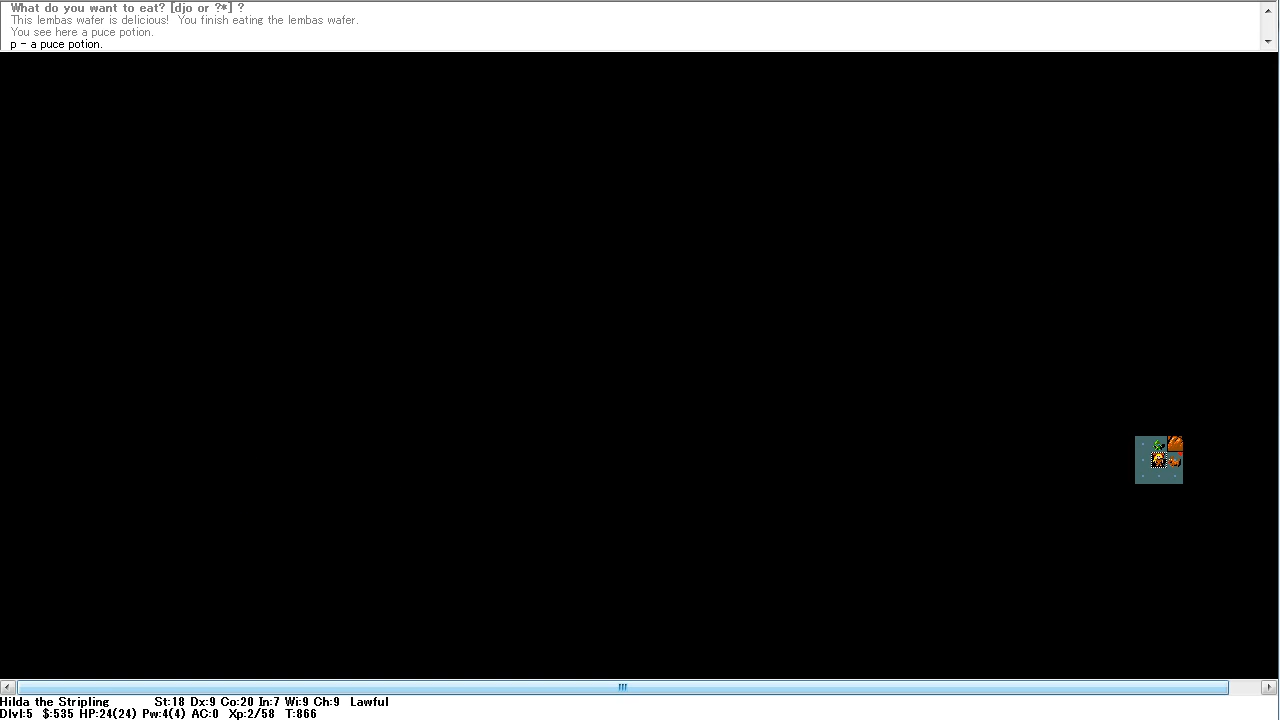 What do you want to eat? [djo or ?*] ?
This lembas wafer is delicious!  You finish eating the lembas wafer.
You see here a puce potion.
p - a puce potion.
Hilda the Stripling St:18 Dx:9 Co:20 In:7 Wi:9 Ch:9 Lawful
Dlvl:5 $:535 HP:24(24) Pw:4(4) AC:0 Xp:2/58 T:866